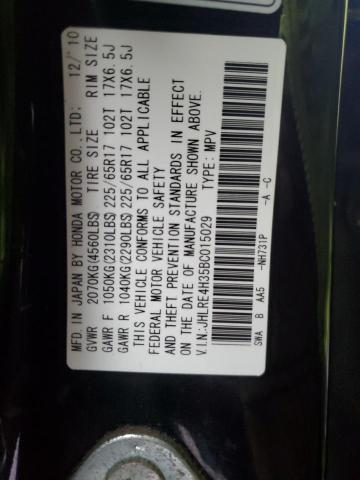 MFD. IN JAPAN BY HONDA MOTOR CO.,LTD: 12/'10
GVWR 2070KG(4560LBS) TIRE SIZE RIM SIZE
GAWR F 1050KG(2310LBS) 225/65R17 102T 17X6.5J
GAWR R 1040KG(2290LBS) 225/65R17 102T 17X6.5J
THIS VEHICLE CONFORMS TO ALL APPLICABLE
FEDERAL MOTOR VEHICLE SAFETY
AND THEFT PREVENTION STANDARDS IN EFFECT
ON THE DATE OF MANUFACTURE SHOWN ABOVE.
V.I.N:JHLRE4H35BC015029 TYPE: MPV
SWA B AA5 -NH731P -A -C